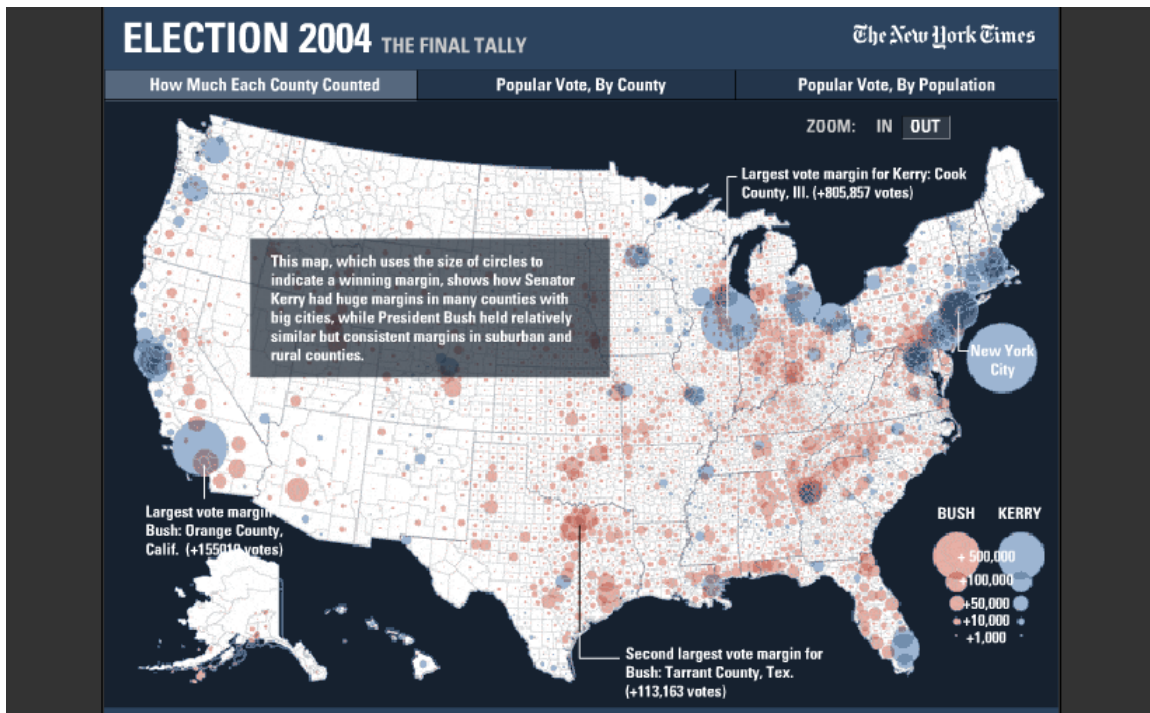 ELECTION 2004 THE FINAL TALLY
The New York Times
How Much Each County Counted
Popular Vote, By County
Popular Vote, By Population
ZOOM: IN OUT
Largest vote margin for Kerry: Cook
County, Ill. (+805,857 votes)
This map, which uses the size of circles to
indicate a winning margin, shows how Senator
Kerry had huge margins in many counties with
big cities, while President Bush held relatively
similar but consistent margins in suburban and
rural counties.
New York
City
Largest vote margin
Bush: Orange County,
Calif. (+155019 votes)
BUSH KERRY
+ 500,000
+100,000
+50,000
+10,000
+1,000
Second largest vote margin for
Bush: Tarrant County, Tex.
(+113,163 votes)